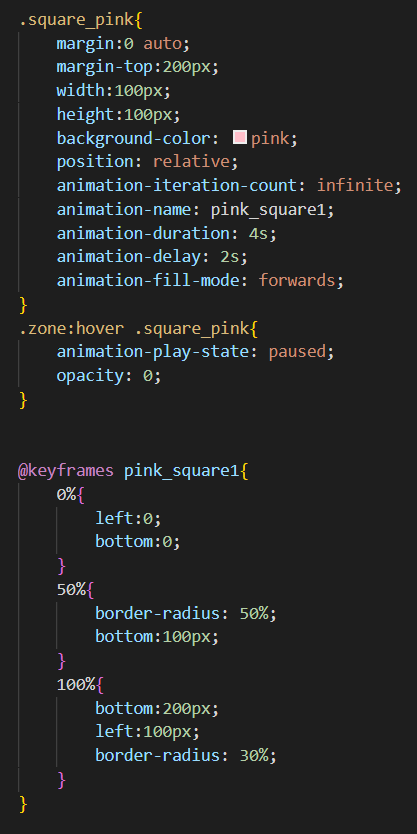 .square_pink{
margin:0 auto;
margin-top:200px;
width:100px;
height:100px;
background-color: pink;
position: relative;
animation-iteration-count: infinite;
animation-name: pink_square1;
animation-duration: 4s;
animation-delay: 2s;
animation-fill-mode: forwards;
}
.zone:hover .square_pink{
animation-play-state: paused;
opacity: 0;
}
@keyframes pink_square1{
0%{
left:0;
bottom:0;
}
50%{
border-radius: 50%;
bottom:100px;
}
100%{
bottom:200px;
left:100px;
border-radius: 30%;
}
}